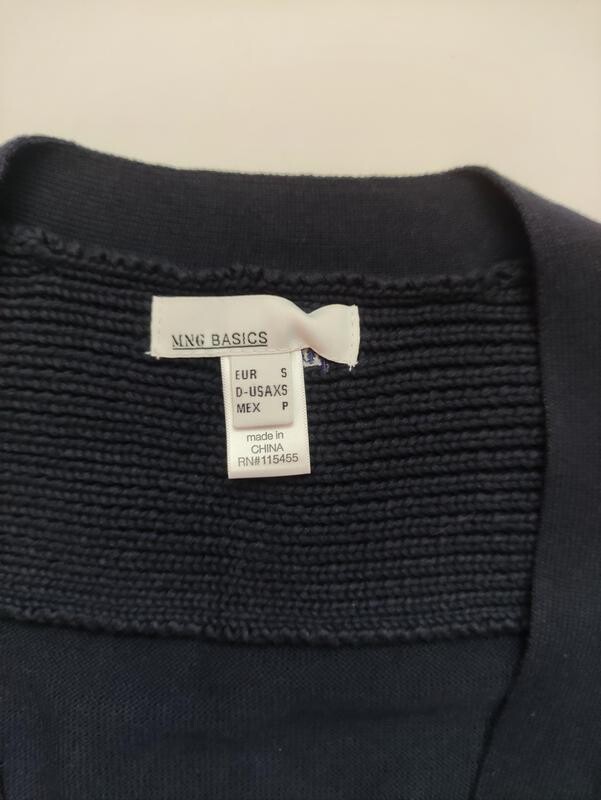 MNG BASICS
EUR S
D-USAXS
MEX P
made in
CHINA
RN#115455